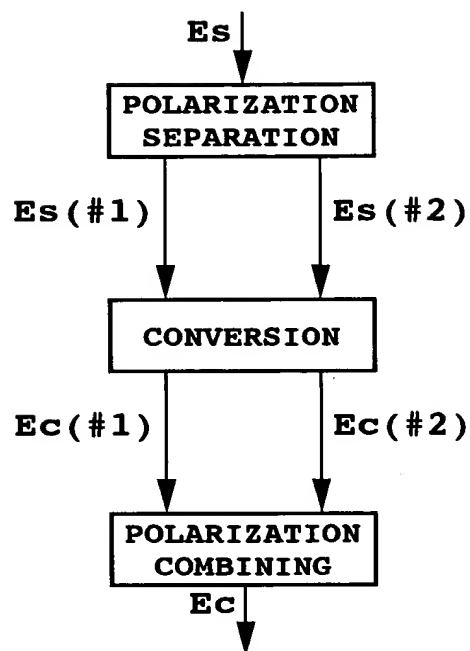 Es
POLARIZATION
SEPARATION
Es(#1)
Es(#2)
CONVERSION
Ec(#1)
Ec(#2)
POLARIZATION
COMBINING
Ec